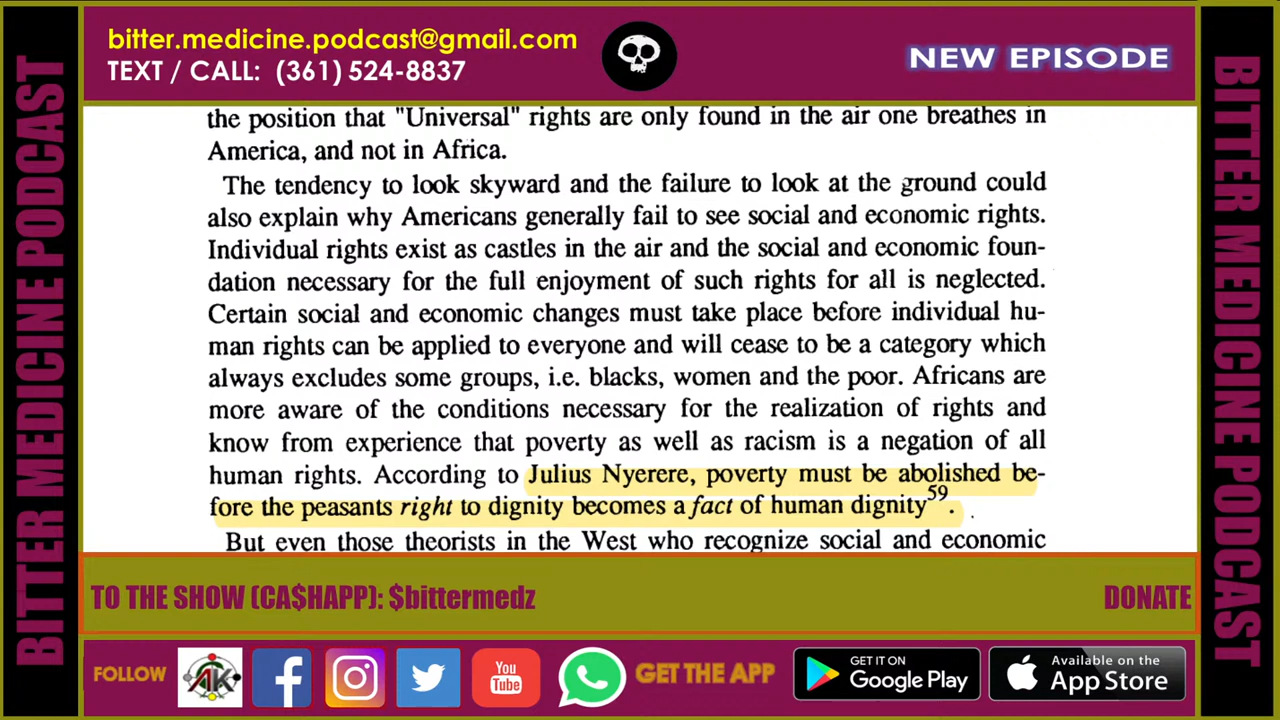 bitter.medicine.podcast@gmail.com
TEXT / CALL: (361) 524-8837
NEW EPISODE
BITTER MEDICINE PODCAST
the position that "Universal" rights are only found in the air one breathes in
America, and not in Africa.
The tendency to look skyward and the failure to look at the ground could
also explain why Americans generally fail to see social and economic rights.
Individual rights exist as castles in the air and the social and economic foun-
dation necessary for the full enjoyment of such rights for all is neglected.
Certain social and economic changes must take place before individual hu-
man rights can be applied to everyone and will cease to be a category which
always excludes some groups, i.e. blacks, women and the poor. Africans are
more aware of the conditions necessary for the realization of rights and
know from experience that poverty as well as racism is a negation of all
human rights. According to Julius Nyerere, poverty must be abolished be-
fore the peasants right to dignity becomes a fact of human dignity59.
But even those theorists in the West who recognize social and economic
BITTER MEDICINE PODCAST
TO THE SHOW (CA$HAPP): $bittermedz
DONATE
FOLLOW
ATK
You
Tube
GET THE APP
GET IT ON
Google Play
Available on the
App Store